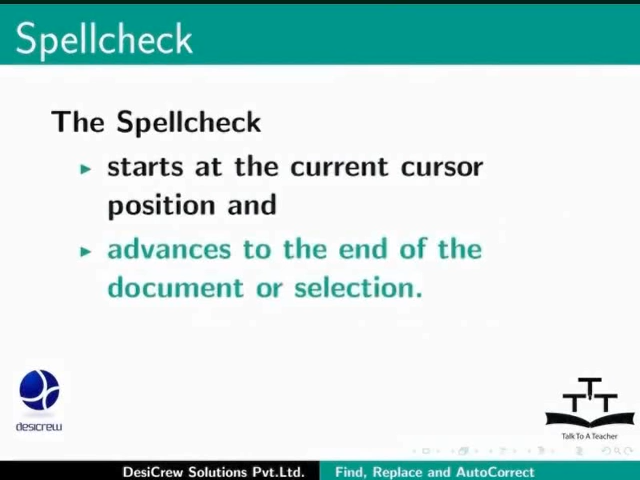 Spellcheck
The Spellcheck
starts at the current cursor
position and
advances to the end of the
document or selection.
desicrew
TTT
Talk To A Teacher
DesiCrew Solutions Pvt.Ltd. Find, Replace and AutoCorrect